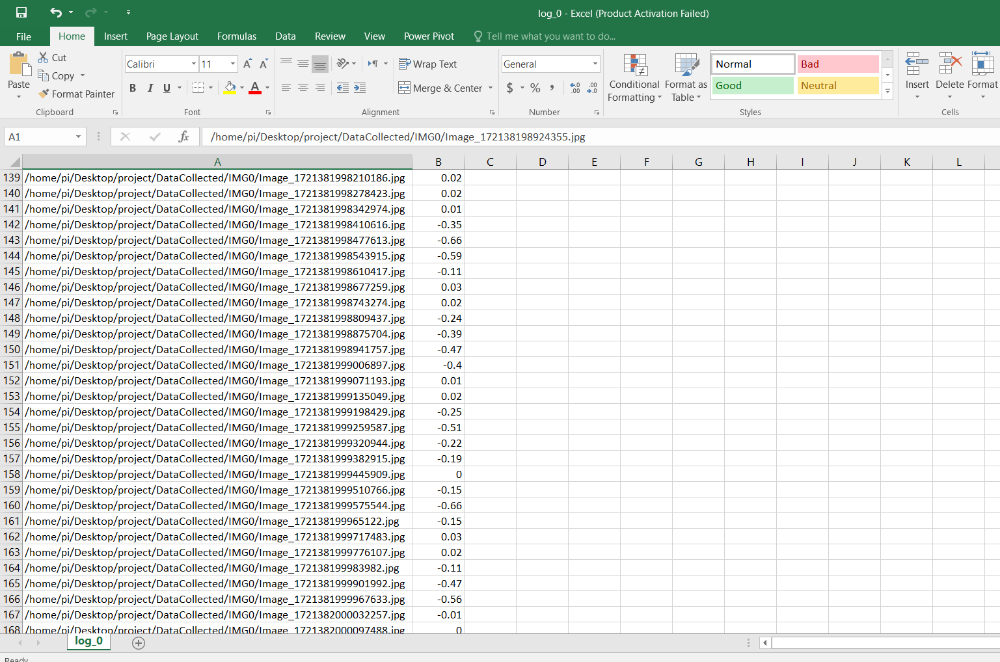 log_0 - Excel (Product Activation Failed)
File Home Insert Page Layout Formulas Data Review View Power Pivot Tell me what you want to do...
Paste
Cut
Copy
Format Painter
Clipboard
Calibri 11 A A
B I U A
Font
Wrap Text
Merge & Center
Alignment
General
$ % , .0 .00 .00 .0
Number
Conditional Formatting
Format as Table
Normal Bad
Good Neutral
Styles
Insert Delete Format
Cells
A1 fx /home/pi/Desktop/project/DataCollected/IMG0/Image_172138198924355.jpg
A B C D E F G H I J K L
139 /home/pi/Desktop/project/DataCollected/IMG0/Image_1721381998210186.jpg 0.02
140 /home/pi/Desktop/project/DataCollected/IMG0/Image_1721381998278423.jpg 0.02
141 /home/pi/Desktop/project/DataCollected/IMG0/Image_1721381998342974.jpg 0.01
142 /home/pi/Desktop/project/DataCollected/IMG0/Image_1721381998410616.jpg -0.35
143 /home/pi/Desktop/project/DataCollected/IMG0/Image_1721381998477613.jpg -0.66
144 /home/pi/Desktop/project/DataCollected/IMG0/Image_1721381998543915.jpg -0.59
145 /home/pi/Desktop/project/DataCollected/IMG0/Image_1721381998610417.jpg -0.11
146 /home/pi/Desktop/project/DataCollected/IMG0/Image_1721381998677259.jpg 0.03
147 /home/pi/Desktop/project/DataCollected/IMG0/Image_1721381998743274.jpg 0.02
148 /home/pi/Desktop/project/DataCollected/IMG0/Image_1721381998809437.jpg -0.24
149 /home/pi/Desktop/project/DataCollected/IMG0/Image_1721381998875704.jpg -0.39
150 /home/pi/Desktop/project/DataCollected/IMG0/Image_1721381998941757.jpg -0.47
151 /home/pi/Desktop/project/DataCollected/IMG0/Image_1721381999006897.jpg -0.4
152 /home/pi/Desktop/project/DataCollected/IMG0/Image_1721381999071193.jpg 0.01
153 /home/pi/Desktop/project/DataCollected/IMG0/Image_1721381999135049.jpg 0.02
154 /home/pi/Desktop/project/DataCollected/IMG0/Image_1721381999198429.jpg -0.25
155 /home/pi/Desktop/project/DataCollected/IMG0/Image_1721381999259587.jpg -0.51
156 /home/pi/Desktop/project/DataCollected/IMG0/Image_1721381999320944.jpg -0.22
157 /home/pi/Desktop/project/DataCollected/IMG0/Image_1721381999382915.jpg -0.19
158 /home/pi/Desktop/project/DataCollected/IMG0/Image_1721381999445909.jpg 0
159 /home/pi/Desktop/project/DataCollected/IMG0/Image_1721381999510766.jpg -0.15
160 /home/pi/Desktop/project/DataCollected/IMG0/Image_1721381999575544.jpg -0.66
161 /home/pi/Desktop/project/DataCollected/IMG0/Image_172138199965122.jpg -0.15
162 /home/pi/Desktop/project/DataCollected/IMG0/Image_1721381999717483.jpg 0.03
163 /home/pi/Desktop/project/DataCollected/IMG0/Image_1721381999776107.jpg 0.02
164 /home/pi/Desktop/project/DataCollected/IMG0/Image_172138199983982.jpg -0.11
165 /home/pi/Desktop/project/DataCollected/IMG0/Image_1721381999901992.jpg -0.47
166 /home/pi/Desktop/project/DataCollected/IMG0/Image_1721381999967633.jpg -0.56
167 /home/pi/Desktop/project/DataCollected/IMG0/Image_1721382000032257.jpg -0.01
168 /home/pi/Desktop/project/DataCollected/IMG0/Image_1721382000097488.jpg 0
log_0
Ready